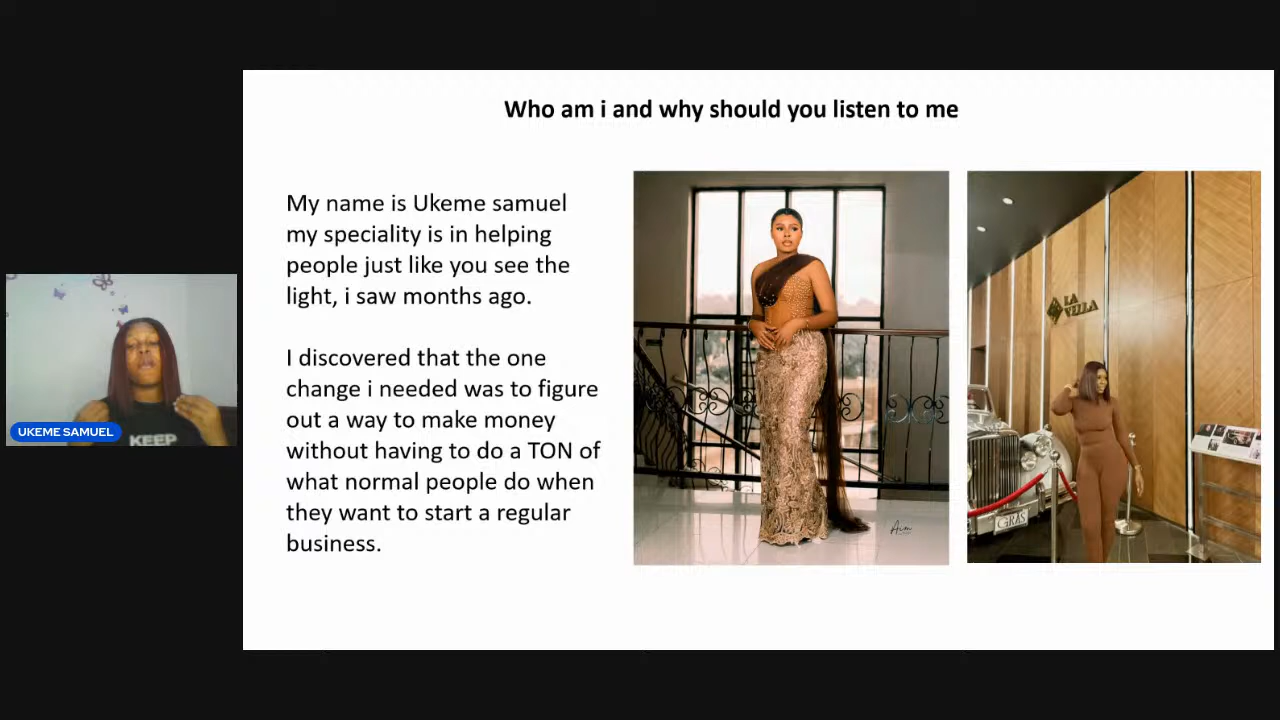 Who am i and why should you listen to me
My name is Ukeme samuel
my speciality is in helping
people just like you see the
light, i saw months ago.
I discovered that the one
change i needed was to figure
out a way to make money
without having to do a TON of
what normal people do when
they want to start a regular
business.
UKEME SAMUEL
KEEP
LA
VILLA
GRAS